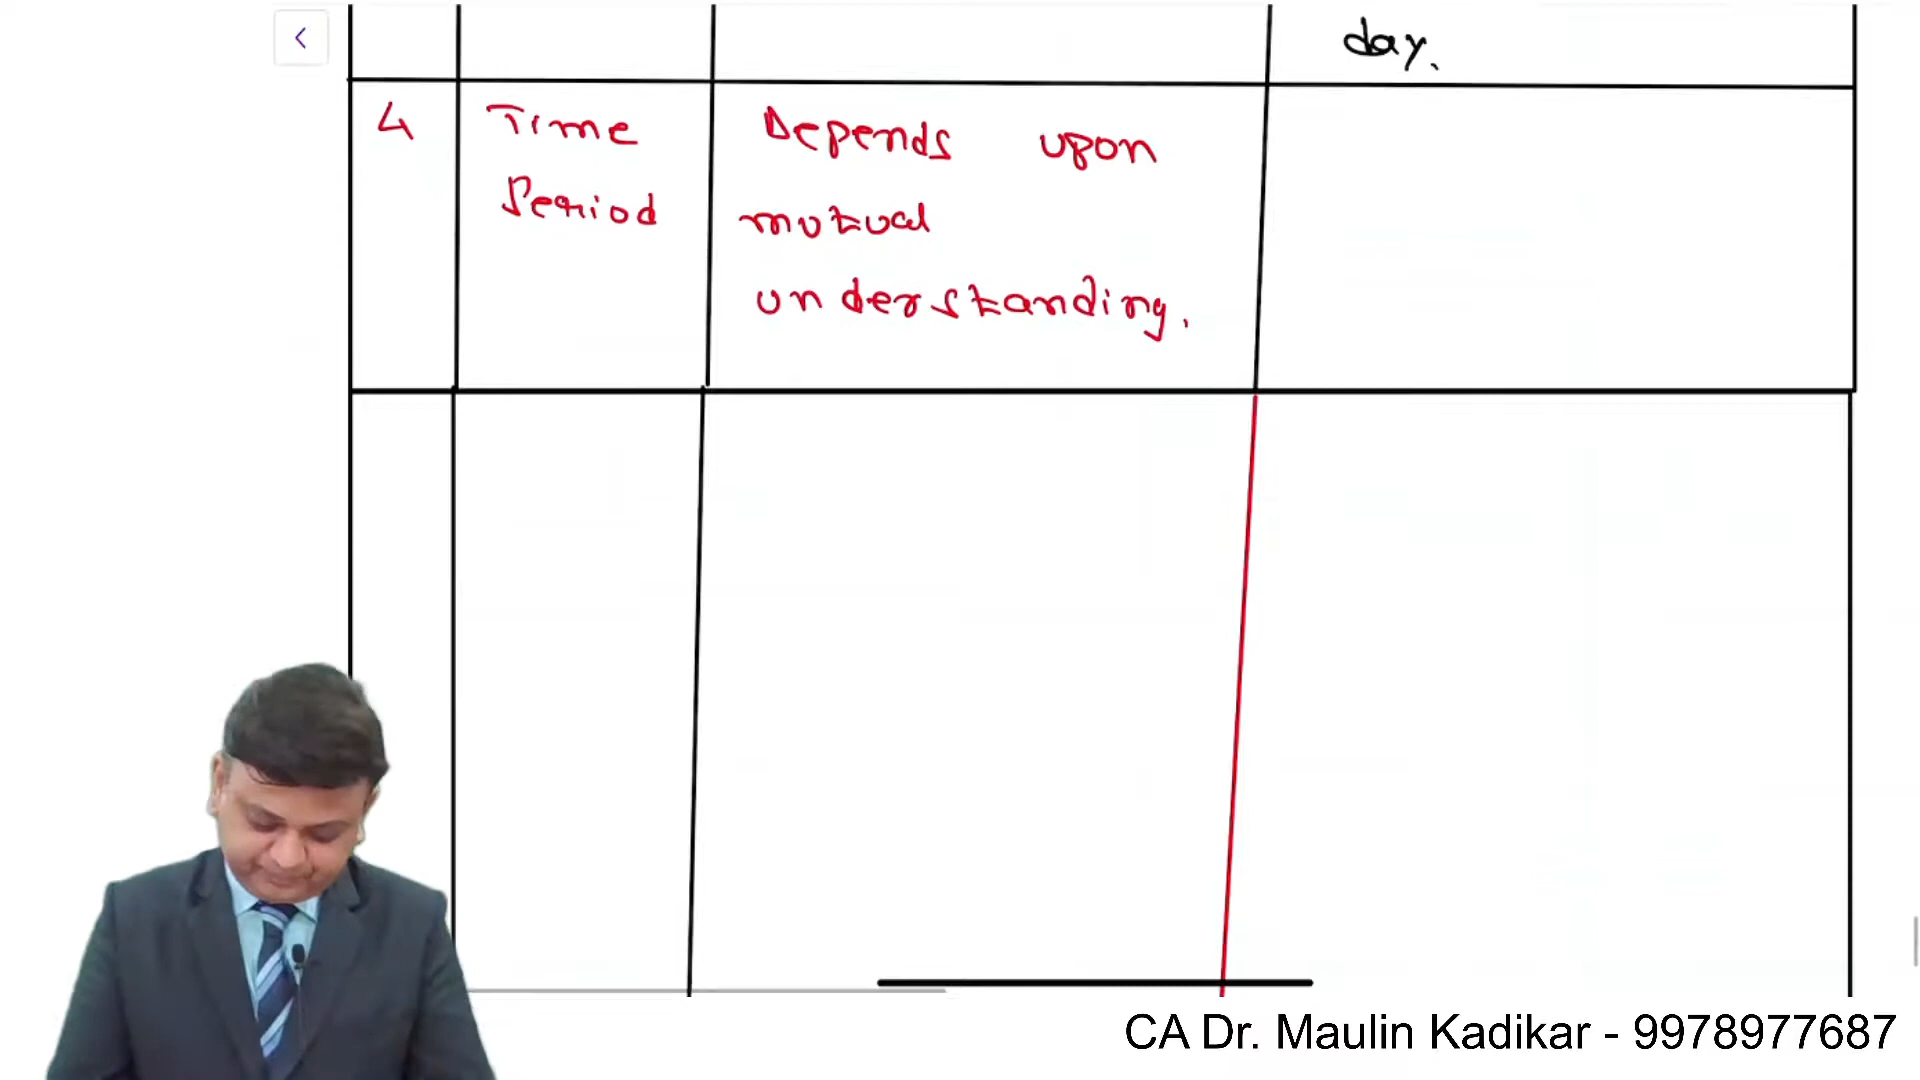 day.
4 Time Depends upon
Period mutual
understanding.
CA Dr. Maulin Kadikar - 9978977687